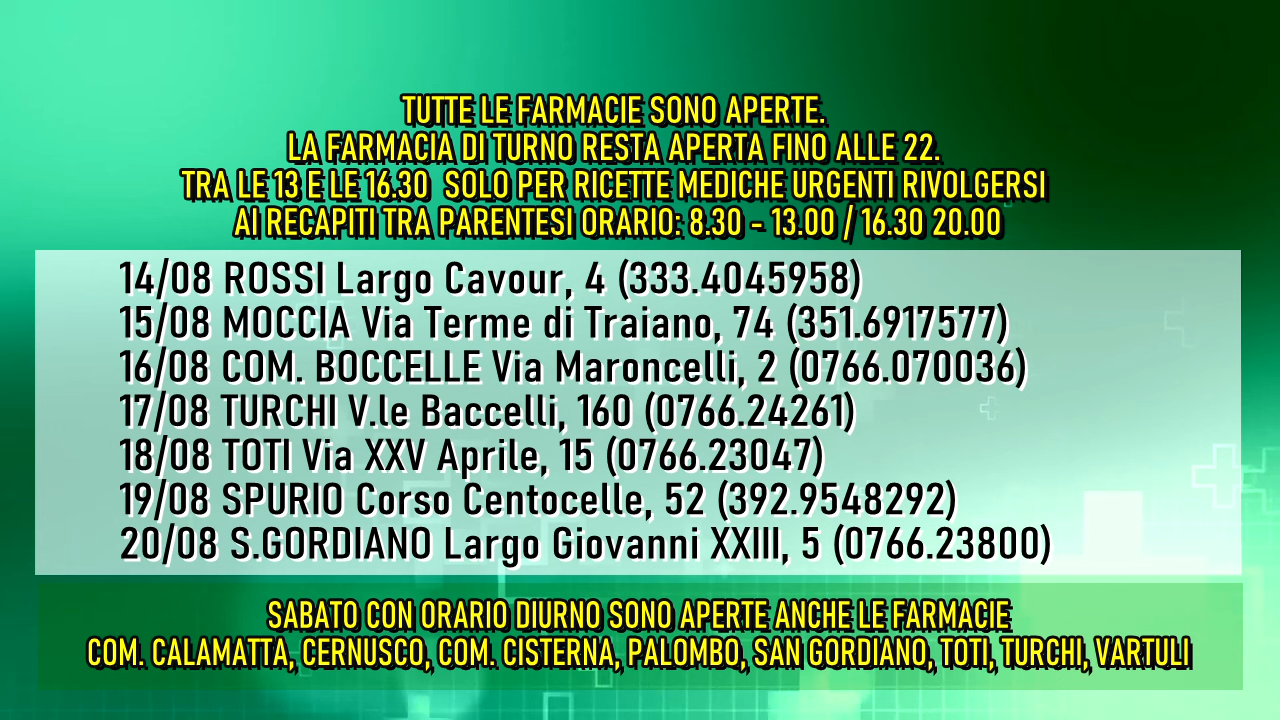 TUTTE LE FARMACIE SONO APERTE.
LA FARMACIA DI TURNO RESTA APERTA FINO ALLE 22.
TRA LE 13 E LE 16.30 SOLO PER RICETTE MEDICHE URGENTI RIVOLGERSI
AI RECAPITI TRA PARENTESI ORARIO: 8.30 - 13.00 / 16.30 20.00
14/08 ROSSI Largo Cavour, 4 (333.4045958)
15/08 MOCCIA Via Terme di Traiano, 74 (351.6917577)
16/08 COM. BOCCELLE Via Maroncelli, 2 (0766.070036)
17/08 TURCHI V.le Baccelli, 160 (0766.24261)
18/08 TOTI Via XXV Aprile, 15 (0766.23047)
19/08 SPURIO Corso Centocelle, 52 (392.9548292)
20/08 S.GORDIANO Largo Giovanni XXIII, 5 (0766.23800)
SABATO CON ORARIO DIURNO SONO APERTE ANCHE LE FARMACIE
COM. CALAMATTA, CERNUSCO, COM. CISTERNA, PALOMBO, SAN GORDIANO, TOTI, TURCHI, VARTULI